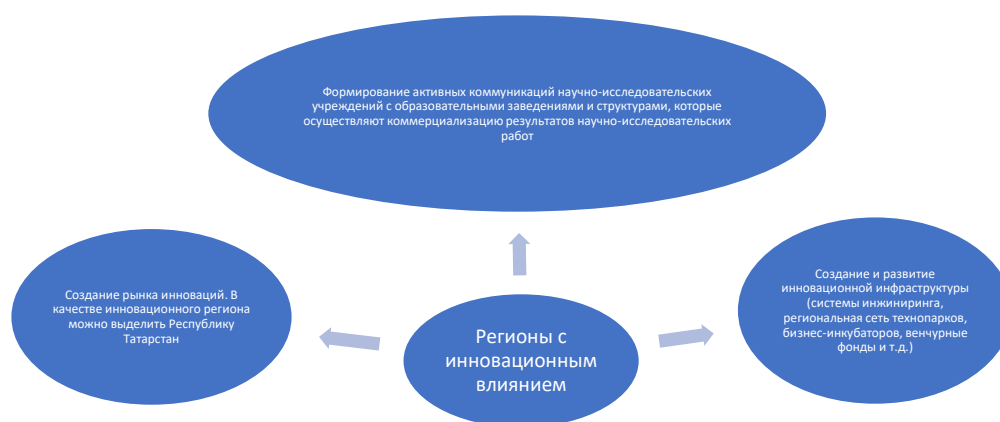 Формирование активных коммуникаций научно-исследовательских
учреждений с образовательными заведениями и структурами, которые
осуществляют коммерциализацию результатов научно-исследовательских
работ
Создание рынка инноваций. В
качестве инновационного региона
можно выделить Республику
Татарстан
Регионы с
инновационным
влиянием
Создание и развитие
инновационной инфраструктуры
(системы инжиниринга,
региональная сеть технопарков,
бизнес-инкубаторов, венчурные
фонды и т.д.)